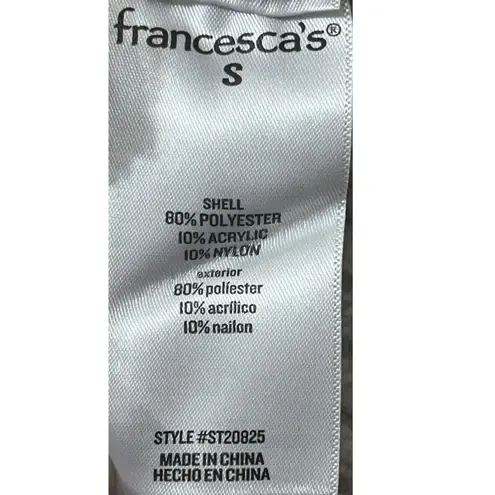 francesca's®
S
SHELL
80% POLYESTER
10% ACRYLIC
10% NYLON
exterior
80% políester
10% acrílico
10% nailon
STYLE #ST20825
MADE IN CHINA
HECHO EN CHINA